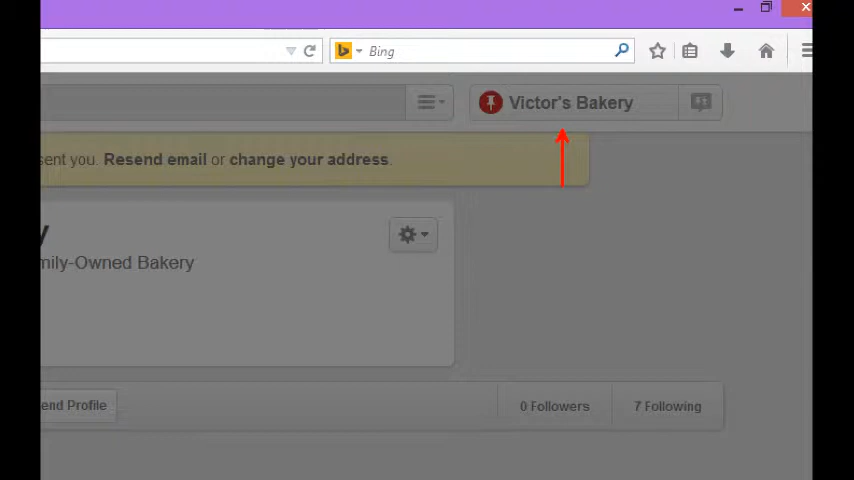 Bing
Victor's Bakery
sent you. Resend email or change your address.
y
mily-Owned Bakery
end Profile
0 Followers
7 Following